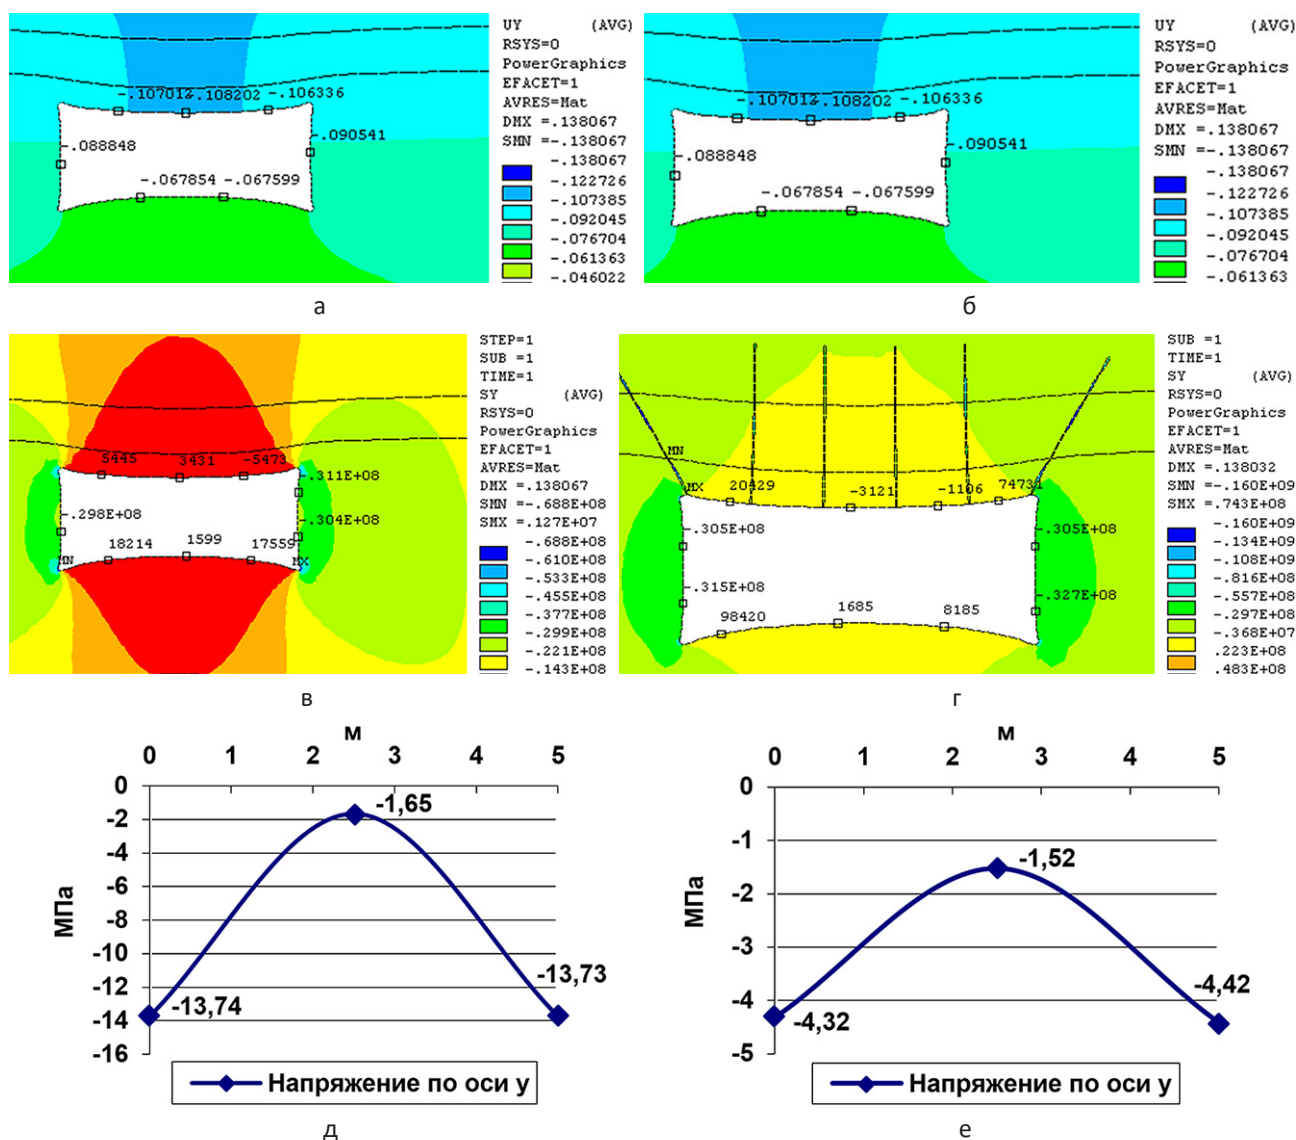 UY (AVG)
RSYS=0
PowerGraphics
EFACET=1
AVRES=Mat
DMX =.138067
SMN =-.138067
-.138067
-.122726
-.107385
-.092045
-.076704
-.061363
-.046022
-.107012
-.108202
-.106336
-.090541
-.088848
-.067854
-.067599
а
UY (AVG)
RSYS=0
PowerGraphics
EFACET=1
AVRES=Mat
DMX =.138067
SMN =-.138067
-.138067
-.122726
-.107385
-.092045
-.076704
-.061363
-.107012
-.108202
-.106336
-.090541
-.088848
-.067854
-.067599
б
STEP=1
SUB =1
TIME=1
SY (AVG)
RSYS=0
PowerGraphics
EFACET=1
AVRES=Mat
DMX =.138067
SMN =-.688E+08
SMX =.127E+07
-.688E+08
-.610E+08
-.533E+08
-.455E+08
-.377E+08
-.299E+08
-.221E+08
-.143E+08
5445
3431
-5473
-.311E+08
-.298E+08
-.304E+08
18214
1599
17559
MN
MX
в
SUB =1
TIME=1
SY (AVG)
RSYS=0
PowerGraphics
EFACET=1
AVRES=Mat
DMX =.138032
SMN =-.160E+09
SMX =.743E+08
-.160E+09
-.134E+09
-.108E+09
-.816E+08
-.557E+08
-.297E+08
-.368E+07
.223E+08
.483E+08
MN
MX
20429
-3121
-1106
74731
-.305E+08
-.305E+08
-.315E+08
-.327E+08
98420
1685
8185
г
м
0 1 2 3 4 5
0
-2
-4
-6
-8
-10
-12
-14
-16
МПа
-1,65
-13,74
-13,73
Напряжение по оси у
д
м
0 1 2 3 4 5
0
-1
-2
-3
-4
-5
МПа
-1,52
-4,32
-4,42
Напряжение по оси у
е